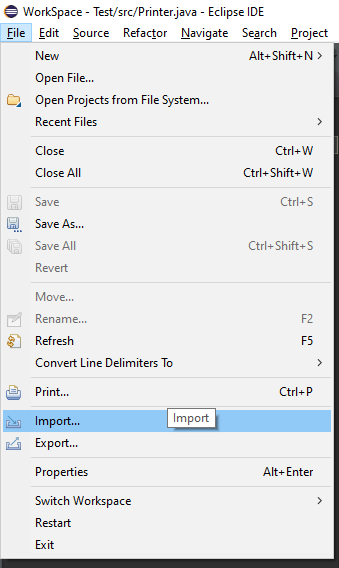 WorkSpace - Test/src/Printer.java - Eclipse IDE
File Edit Source Refactor Navigate Search Project
New Alt+Shift+N
Open File...
Open Projects from File System...
Recent Files
Close Ctrl+W
Close All Ctrl+Shift+W
Save Ctrl+S
Save As...
Save All Ctrl+Shift+S
Revert
Move...
Rename... F2
Refresh F5
Convert Line Delimiters To
Print... Ctrl+P
Import... Import
Export...
Properties Alt+Enter
Switch Workspace
Restart
Exit